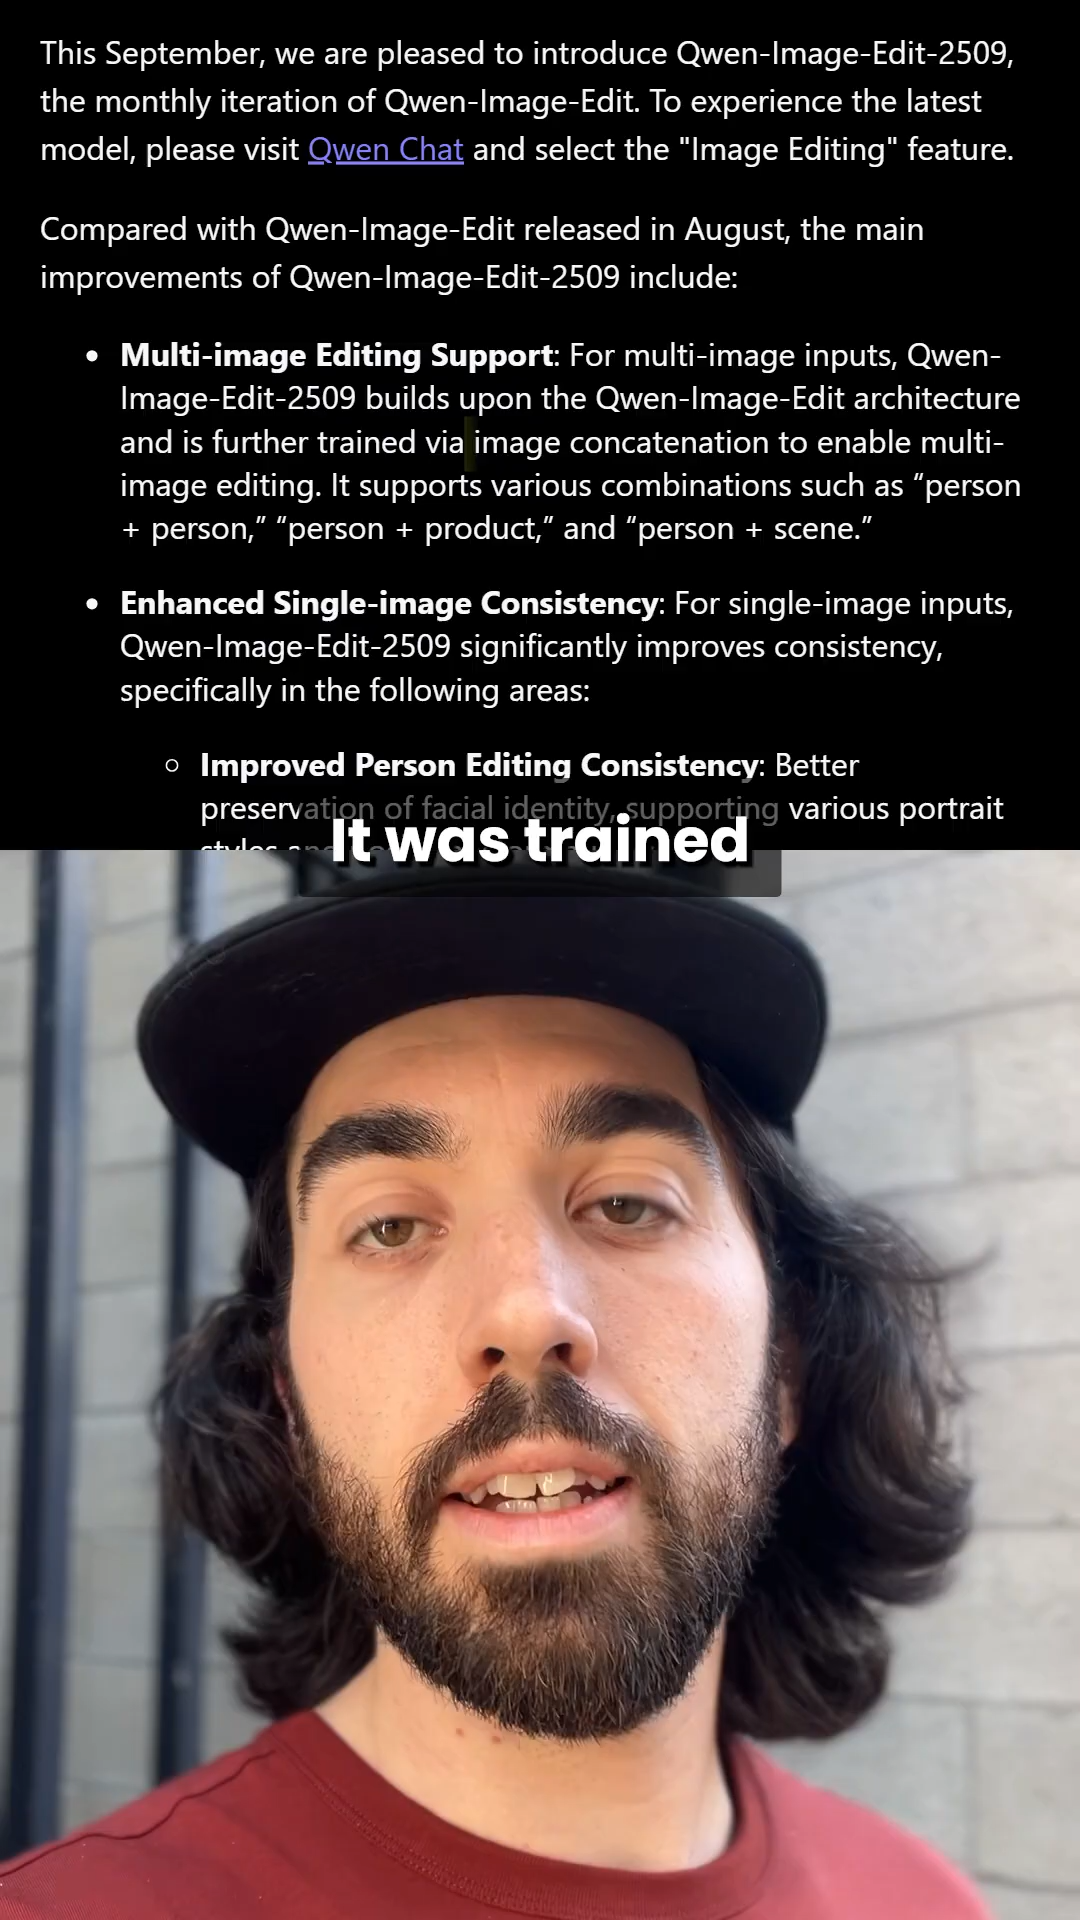 This September, we are pleased to introduce Qwen-Image-Edit-2509,
the monthly iteration of Qwen-Image-Edit. To experience the latest
model, please visit Qwen Chat and select the "Image Editing" feature.
Compared with Qwen-Image-Edit released in August, the main
improvements of Qwen-Image-Edit-2509 include:
• Multi-image Editing Support: For multi-image inputs, Qwen-
Image-Edit-2509 builds upon the Qwen-Image-Edit architecture
and is further trained via image concatenation to enable multi-
image editing. It supports various combinations such as “person
+ person,” “person + product,” and “person + scene.”
• Enhanced Single-image Consistency: For single-image inputs,
Qwen-Image-Edit-2509 significantly improves consistency,
specifically in the following areas:
○ Improved Person Editing Consistency: Better
preservation of facial identity, supporting various portrait
styles
It was trained